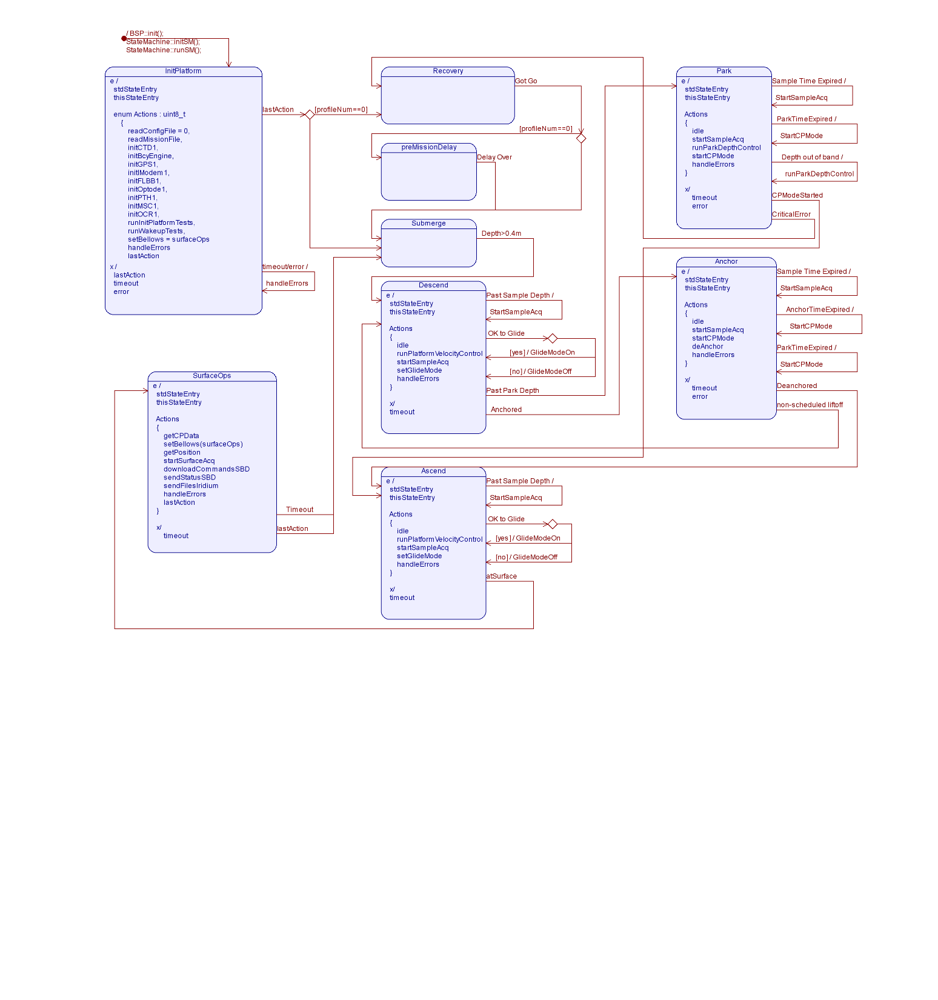 / BSP::init();
StateMachine::initSM();
StateMachine::runSM();
InitPlatform
e /
stdStateEntry
thisStateEntry
enum Actions : uint8_t
{
readConfigFile = 0,
readMissionFile,
initCTD1,
initBcyEngine,
initGPS1,
initIModem1,
initFLBB1,
initOptode1,
initPTH1,
initMSC1,
initOCR1,
runInitPlatformTests,
runWakeupTests,
setBellows = surfaceOps
handleErrors
lastAction
x /
lastAction
timeout
error
lastAction
[profileNum==0]
timeout/error /
handleErrors
Recovery
Got Go
[profileNum==0]
preMissionDelay
Delay Over
Submerge
Depth>0.4m
Descend
e /
stdStateEntry
thisStateEntry
Actions
{
idle
runPlatformVelocityControl
startSampleAcq
setGlideMode
handleErrors
}
x/
timeout
Past Sample Depth /
StartSampleAcq
OK to Glide
[yes] / GlideModeOn
[no] / GlideModeOff
Past Park Depth
Anchored
Park
e /
stdStateEntry
thisStateEntry
Actions
{
idle
startSampleAcq
runParkDepthControl
startCPMode
handleErrors
}
x/
timeout
error
Sample Time Expired /
StartSampleAcq
ParkTimeExpired /
StartCPMode
Depth out of band /
runParkDepthControl
CPModeStarted
CriticalError
Anchor
e /
stdStateEntry
thisStateEntry
Actions
{
idle
startSampleAcq
startCPMode
deAnchor
handleErrors
}
x/
timeout
error
Sample Time Expired /
StartSampleAcq
AnchorTimeExpired /
StartCPMode
ParkTimeExpired /
StartCPMode
Deanchored
non-scheduled liftoff
SurfaceOps
e /
stdStateEntry
thisStateEntry
Actions
{
getCPData
setBellows(surfaceOps)
getPosition
startSurfaceAcq
downloadCommandsSBD
sendStatusSBD
sendFilesIridium
handleErrors
lastAction
}
x/
timeout
Timeout
lastAction
Ascend
e /
stdStateEntry
thisStateEntry
Actions
{
idle
runPlatformVelocityControl
startSampleAcq
setGlideMode
handleErrors
}
x/
timeout
Past Sample Depth /
StartSampleAcq
OK to Glide
[yes] / GlideModeOn
[no] / GlideModeOff
atSurface